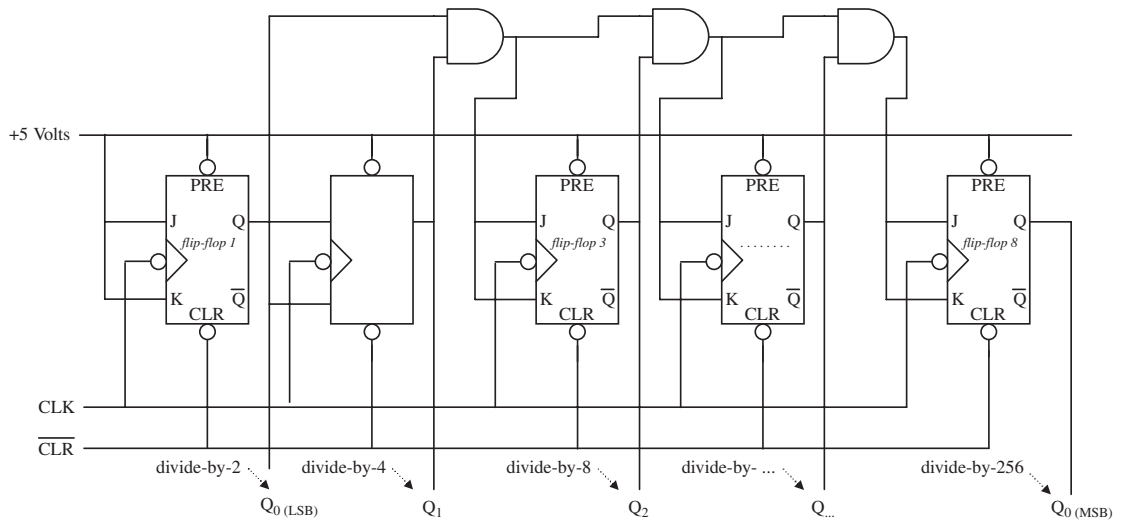 +5 Volts
PRE
PRE
PRE
PRE
J Q
J Q
J Q
J Q
flip-flop 1
flip-flop 3
........
flip-flop 8
K Q̅
K Q̅
K Q̅
K Q̅
CLR
CLR
CLR
CLR
CLK
C̅L̅R̅
divide-by-2
divide-by-4
divide-by-8
divide-by- ...
divide-by-256
Q0 (LSB)
Q1
Q2
Q...
Q0 (MSB)